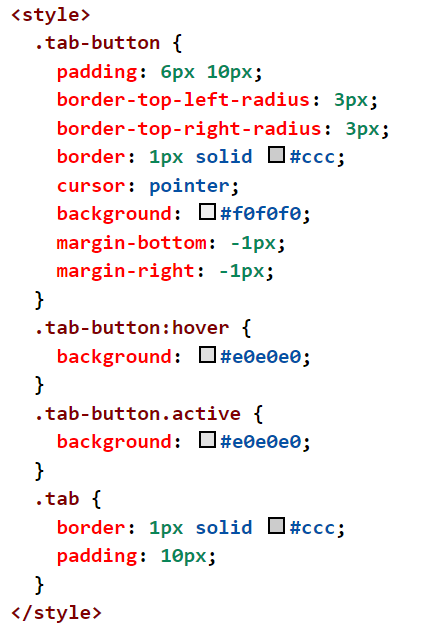 <style>
  .tab-button {
    padding: 6px 10px;
    border-top-left-radius: 3px;
    border-top-right-radius: 3px;
    border: 1px solid #ccc;
    cursor: pointer;
    background: #f0f0f0;
    margin-bottom: -1px;
    margin-right: -1px;
  }
  .tab-button:hover {
    background: #e0e0e0;
  }
  .tab-button.active {
    background: #e0e0e0;
  }
  .tab {
    border: 1px solid #ccc;
    padding: 10px;
  }
</style>